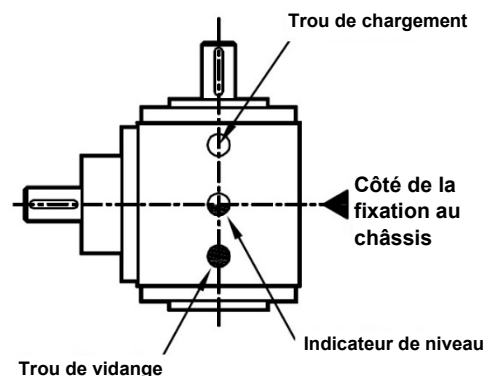 Trou de chargement
Côté de la
fixation au
châssis
Indicateur de niveau
Trou de vidange